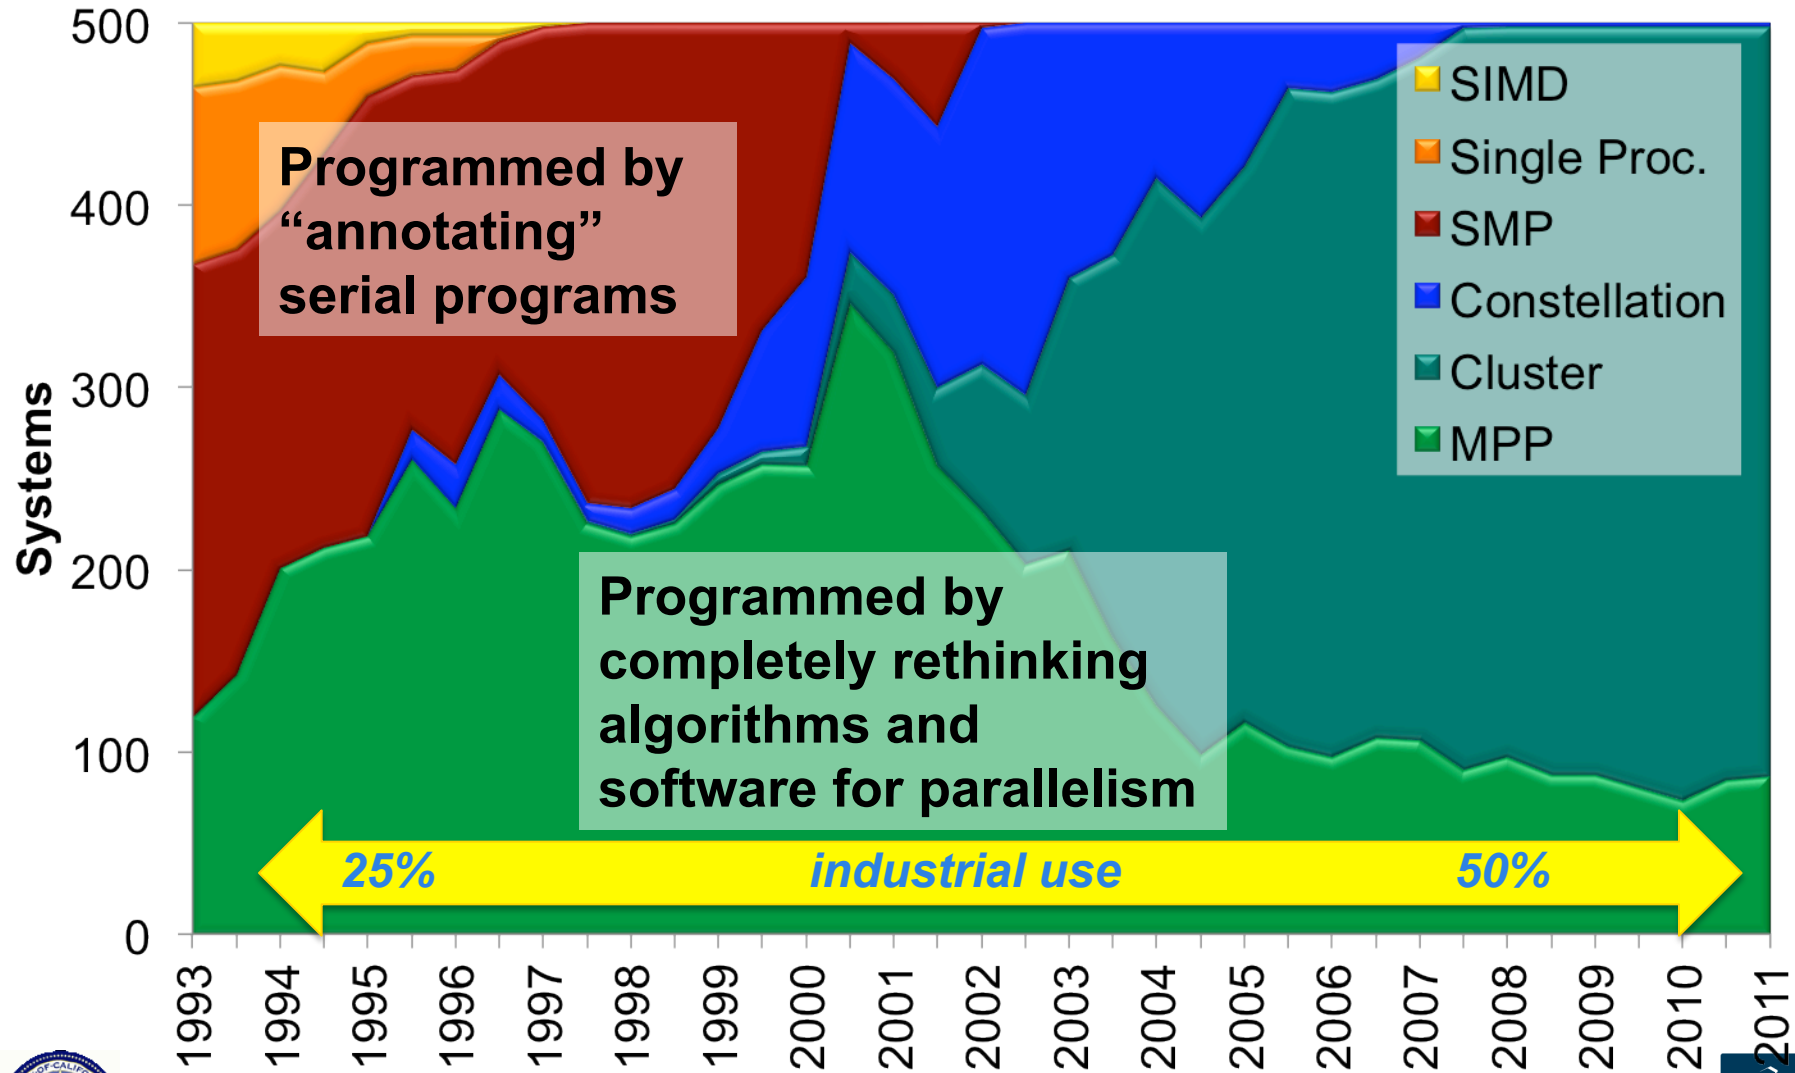 500
400
300
200
100
0
Systems
SIMD
Single Proc.
SMP
Constellation
Cluster
MPP
Programmed by
“annotating”
serial programs
Programmed by
completely rethinking
algorithms and
software for parallelism
25% industrial use 50%
1993 1994 1995 1996 1997 1998 1999 2000 2001 2002 2003 2004 2005 2006 2007 2008 2009 2010 2011